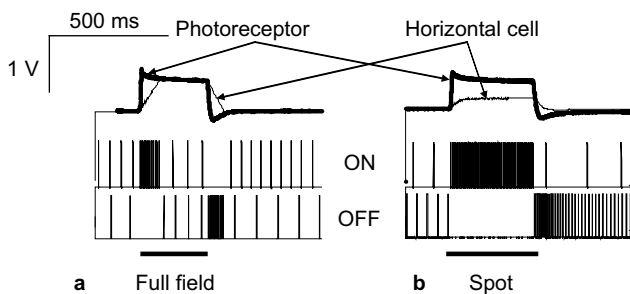 500 ms
Photoreceptor
Horizontal cell
1 V
ON
OFF
a Full field
b Spot